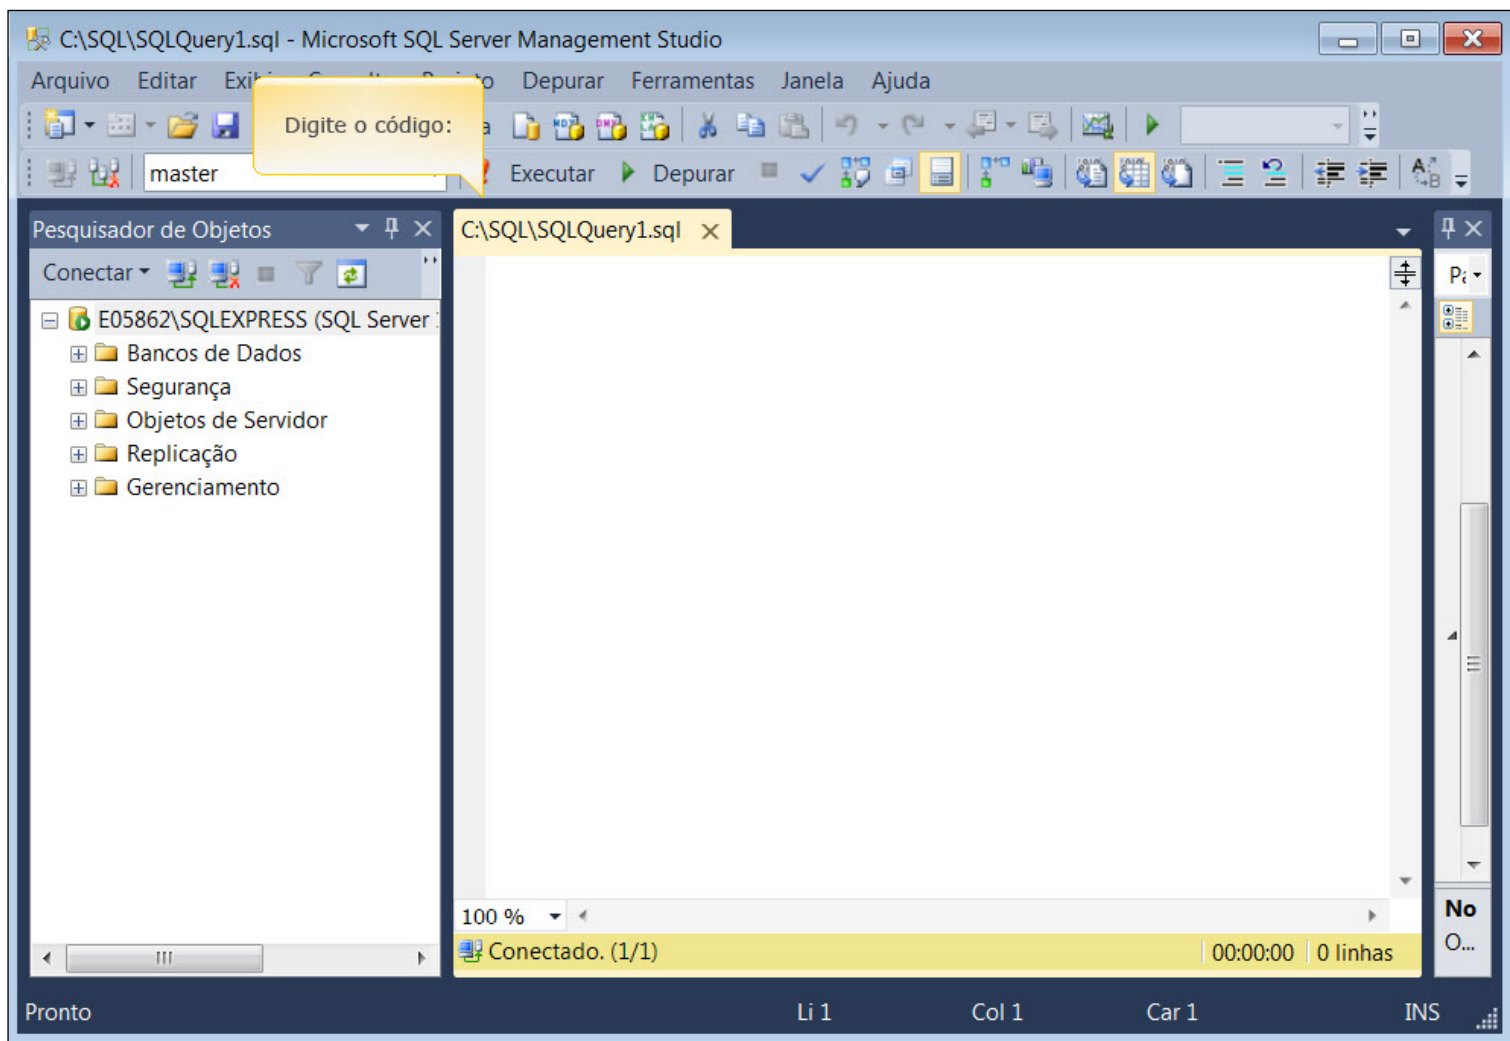 C:\SQL\SQLQuery1.sql - Microsoft SQL Server Management Studio
Arquivo Editar Depurar Ferramentas Janela Ajuda
Digite o código:
master Executar Depurar
Pesquisador de Objetos
C:\SQL\SQLQuery1.sql
Conectar
E05862\SQLEXPRESS (SQL Server
Bancos de Dados
Segurança
Objetos de Servidor
Replicação
Gerenciamento
100 %
Conectado. (1/1) 00:00:00 0 linhas
No
O...
Pronto Li 1 Col 1 Car 1 INS